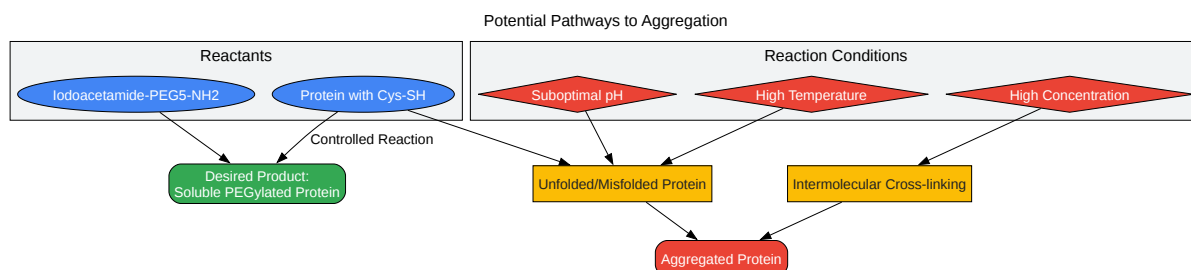 Potential Pathways to Aggregation
Reactants
Reaction Conditions
Iodoacetamide-PEG5-NH2
Protein with Cys-SH
Suboptimal pH
High Temperature
High Concentration
Controlled Reaction
Desired Product:
Soluble PEGylated Protein
Unfolded/Misfolded Protein
Intermolecular Cross-linking
Aggregated Protein